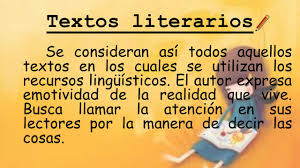 Textos literarios
Se consideran así todos aquellos
textos en los cuales se utilizan los
recursos lingüísticos. El autor expresa
emotividad de la realidad que vive.
Busca llamar la atención en sus
lectores por la manera de decir las
cosas.